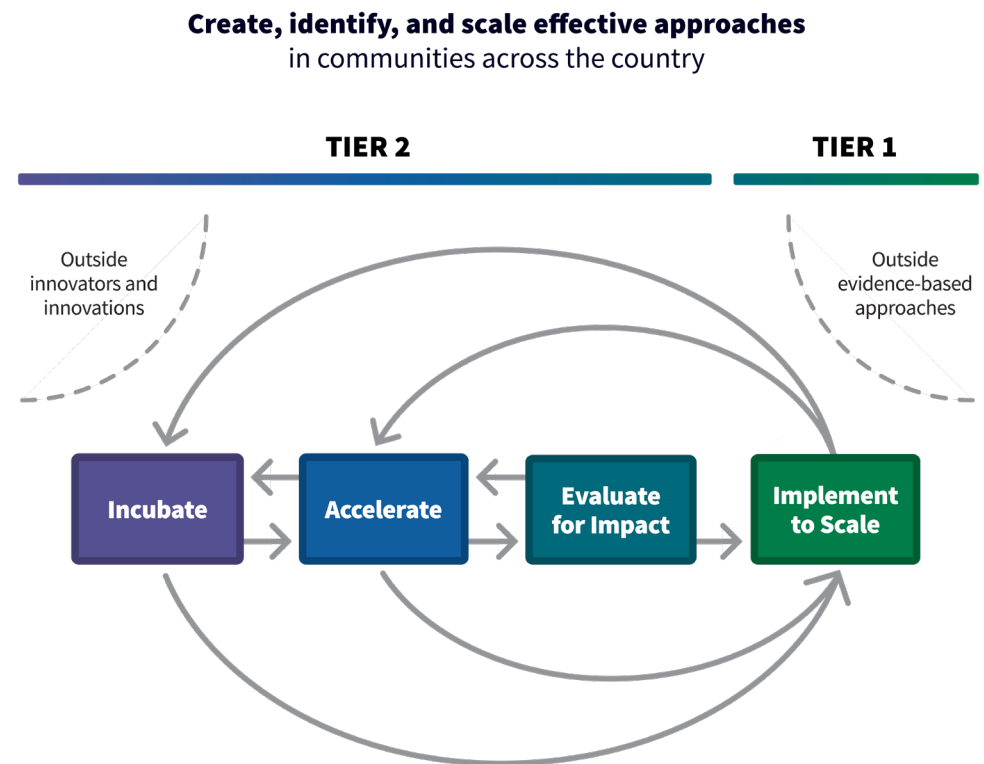 Create, identify, and scale effective approaches
in communities across the country
TIER 2
TIER 1
Outside
innovators and
innovations
Outside
evidence-based
approaches
Incubate
Accelerate
Evaluate
for Impact
Implement
to Scale